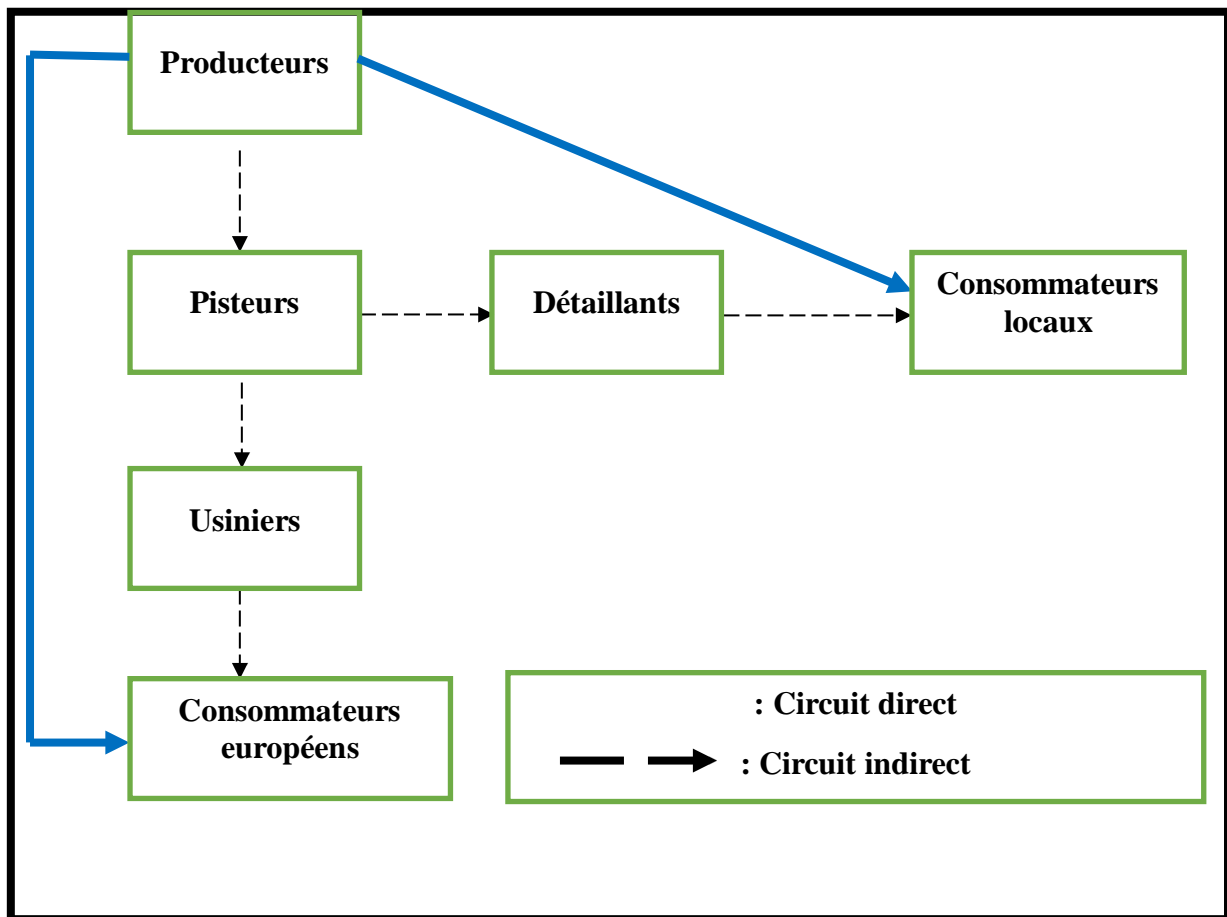 Producteurs
Pisteurs
Détaillants
Consommateurs
locaux
Usiniers
Consommateurs
européens
: Circuit direct
: Circuit indirect